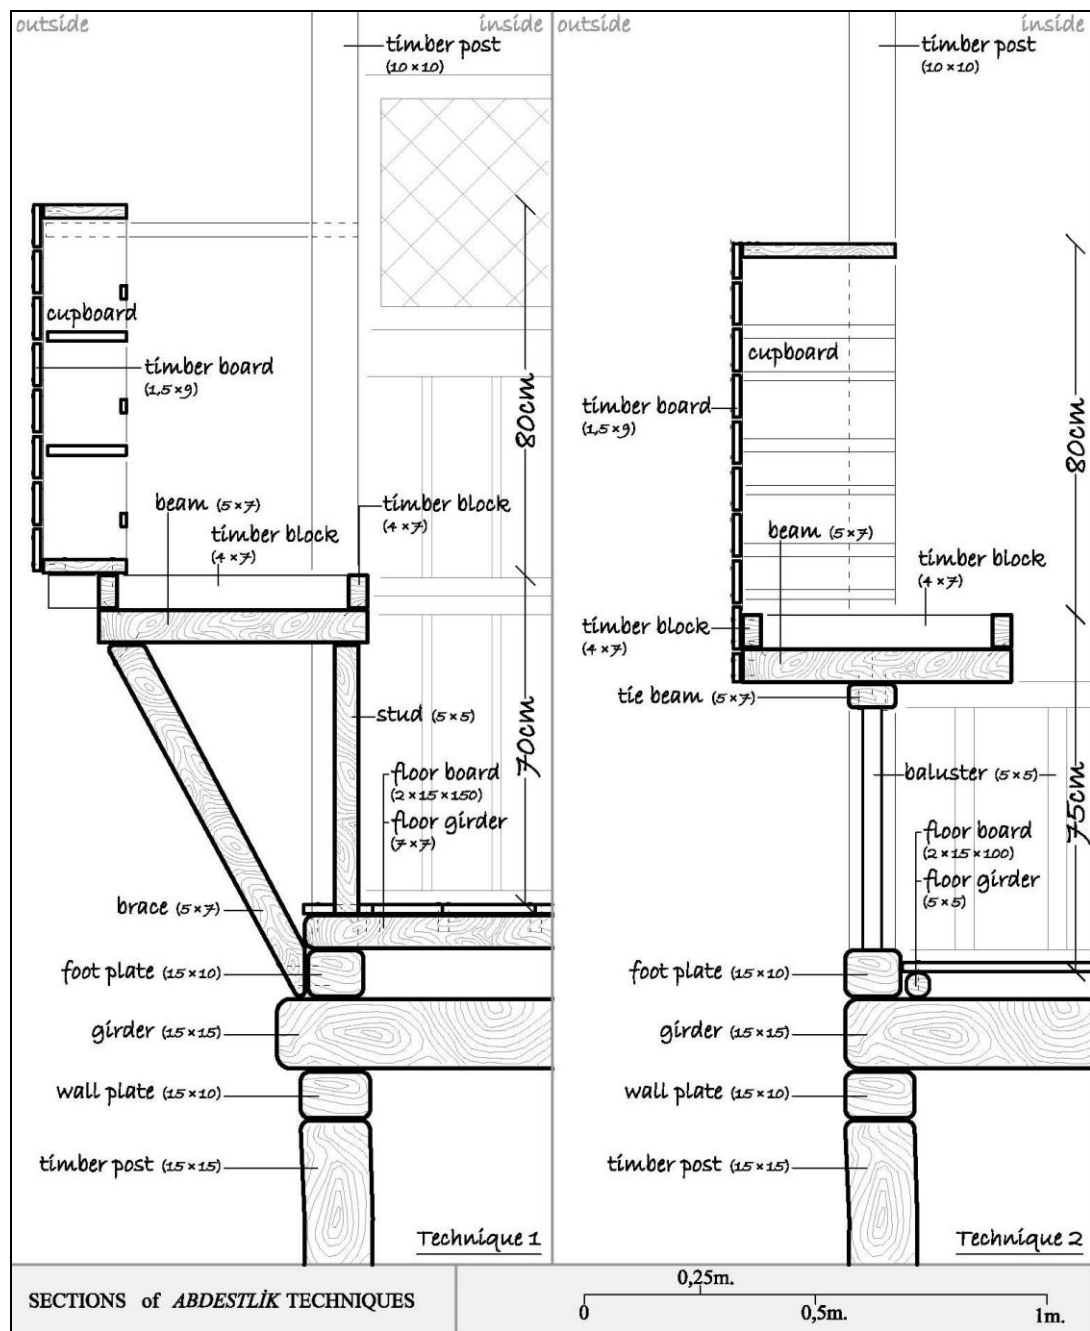 outside
inside
timber post
(10×10)
cupboard
timber board
(1,5×9)
80cm
beam (5×7)
timber block
(4×7)
timber block
(4×7)
70cm
stud (5×5)
floor board
(2×15×150)
floor girder
(7×7)
brace (5×7)
foot plate (15×10)
girder (15×15)
wall plate (15×10)
timber post (15×15)
Technique 1
outside
inside
timber post
(10×10)
cupboard
timber board
(1,5×9)
80cm
beam (5×7)
timber block
(4×7)
timber block
(4×7)
tie beam (5×7)
baluster (5×5)
75cm
floor board
(2×15×100)
floor girder
(5×5)
foot plate (15×10)
girder (15×15)
wall plate (15×10)
timber post (15×15)
Technique 2
SECTIONS of ABDESTLİK TECHNIQUES
0,25m.
0
0,5m.
1m.